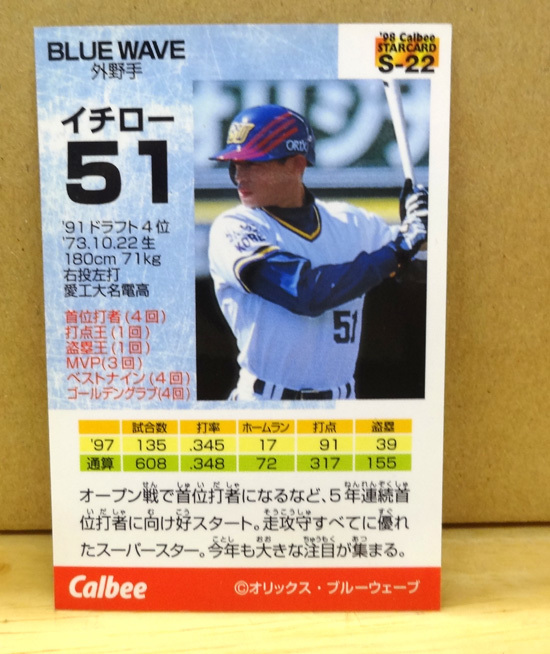 BLUE WAVE
外野手
'98 Calbee
STARCARD
S-22
イチロー
51
'91ドラフト4位
'73.10.22生
180cm 71kg
右投左打
愛工大名電高
首位打者(4回)
打点王(1回)
盗塁王(1回)
MVP(3回)
ベストナイン(4回)
ゴールデングラブ(4回)
ORIX
KOBE
51
試合数 打率 ホームラン 打点 盗塁
'97 135 .345 17 91 39
通算 608 .348 72 317 155
オープン戦で首位打者になるなど、5年連続首
位打者に向け好スタート。走攻守すべてに優れ
たスーパースター。今年も大きな注目が集まる。
Calbee
©オリックス・ブルーウェーブ